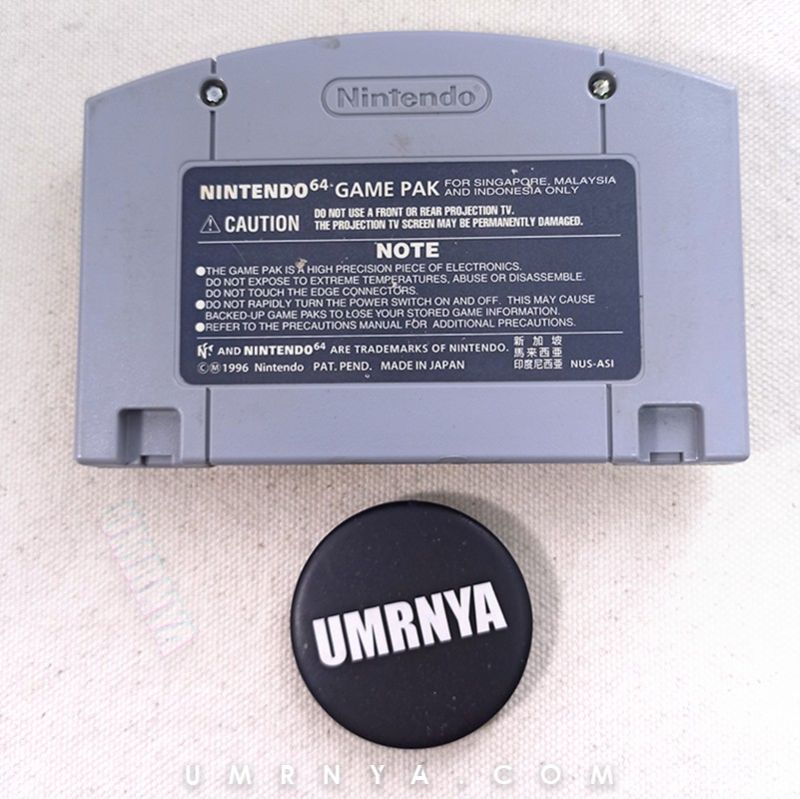 Nintendo
NINTENDO64 GAME PAK FOR SINGAPORE, MALAYSIA
AND INDONESIA ONLY
⚠ CAUTION DO NOT USE A FRONT OR REAR PROJECTION TV.
THE PROJECTION TV SCREEN MAY BE PERMANENTLY DAMAGED.
NOTE
●THE GAME PAK IS A HIGH PRECISION PIECE OF ELECTRONICS.
DO NOT EXPOSE TO EXTREME TEMPERATURES, ABUSE OR DISASSEMBLE.
DO NOT TOUCH THE EDGE CONNECTORS.
●DO NOT RAPIDLY TURN THE POWER SWITCH ON AND OFF. THIS MAY CAUSE
BACKED-UP GAME PAKS TO LOSE YOUR STORED GAME INFORMATION.
●REFER TO THE PRECAUTIONS MANUAL FOR ADDITIONAL PRECAUTIONS.
AND NINTENDO64 ARE TRADEMARKS OF NINTENDO.
新加坡
馬来西亜
©Ⓜ1996 Nintendo PAT. PEND. MADE IN JAPAN 印度尼西亜 NUS-ASI
UMRNYA
UMRNYA
UMRNYA.COM